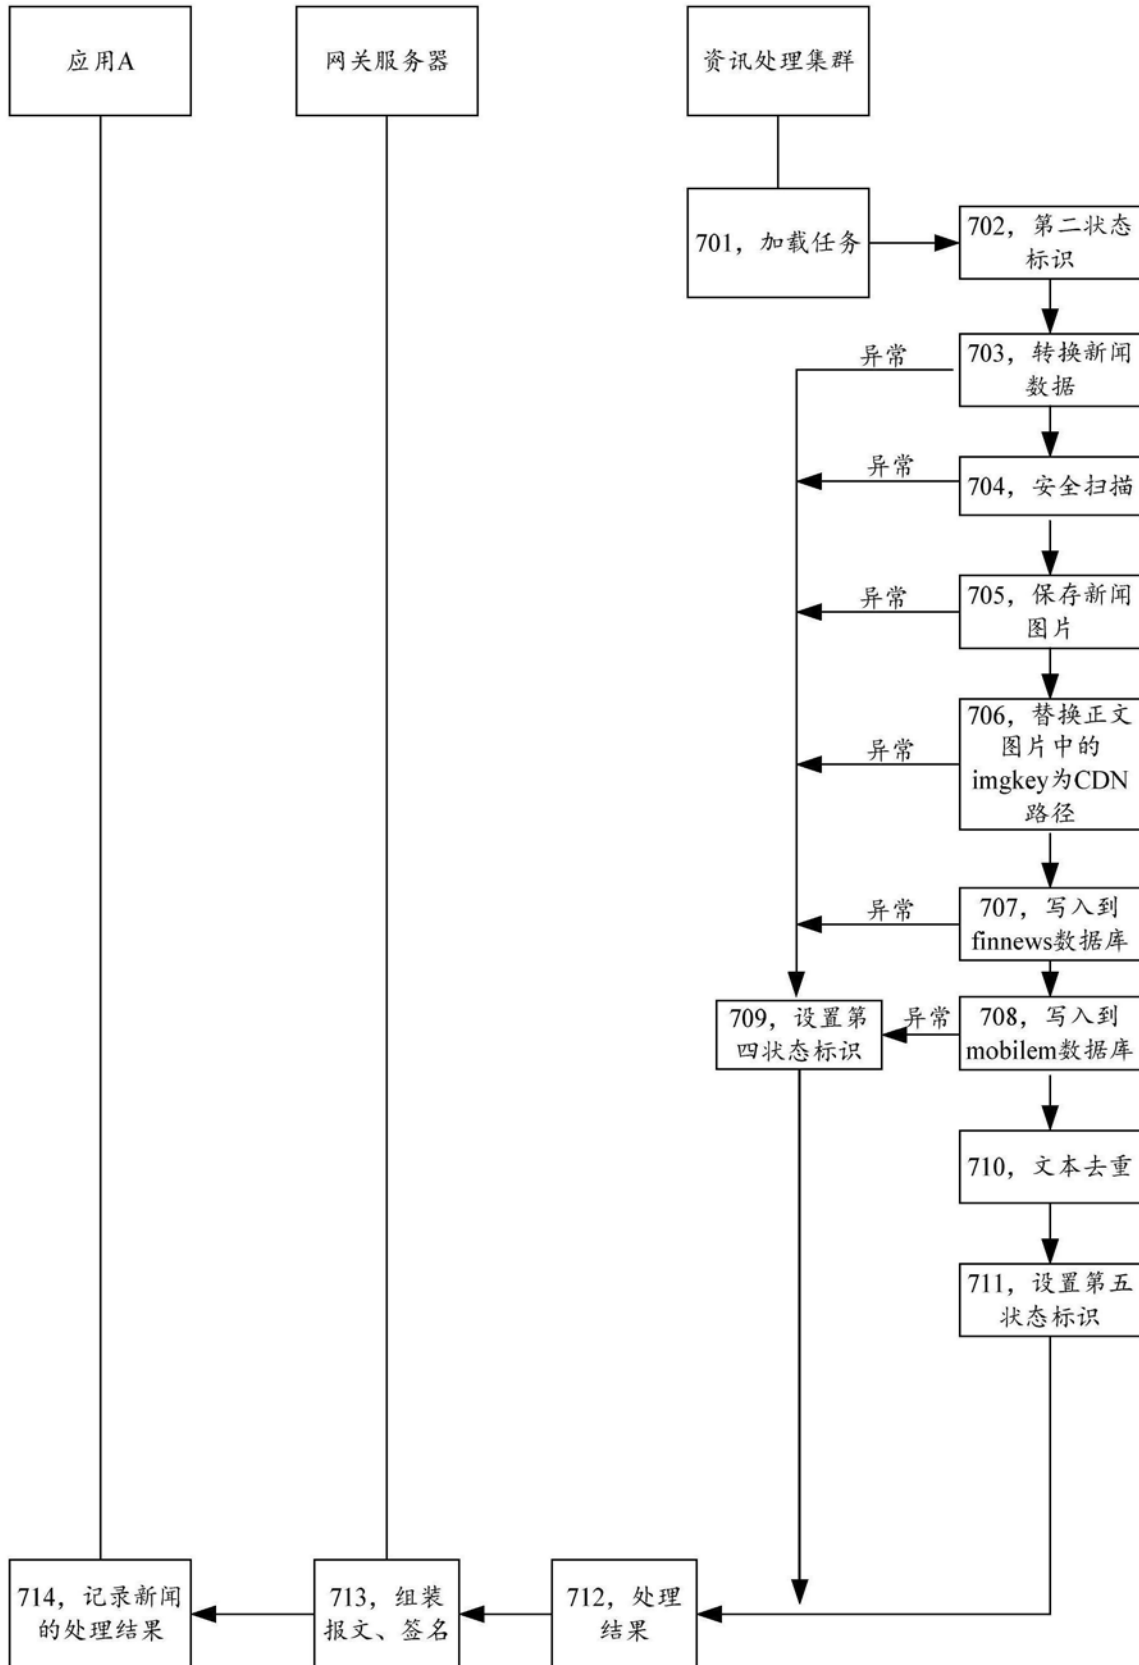 应用A
网关服务器
资讯处理集群
701，加载任务
702，第二状态
标识
异常
703，转换新闻
数据
异常
704，安全扫描
异常
705，保存新闻
图片
706，替换正文
图片中的
imgkey为CDN
路径
异常
异常
707，写入到
finnews数据库
709，设置第
四状态标识
异常
708，写入到
mobilem数据库
710，文本去重
711，设置第五
状态标识
714，记录新闻
的处理结果
713，组装
报文、签名
712，处理
结果